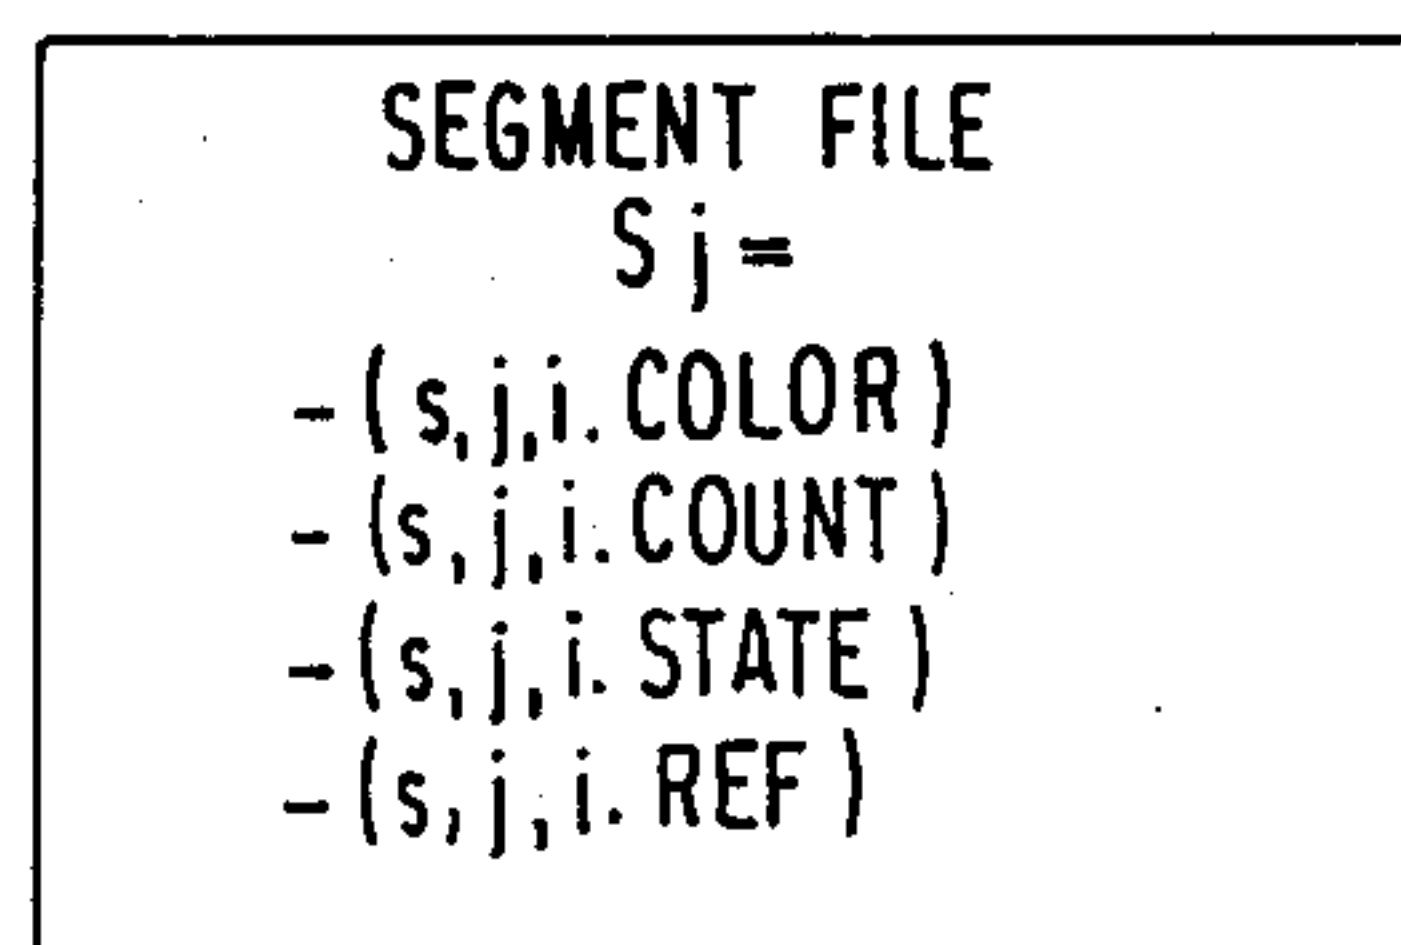 SEGMENT FILE
S j =
- ( s, j, i. COLOR )
- ( s, j, i. COUNT )
- ( s, j, i. STATE )
- ( s, j, i. REF )